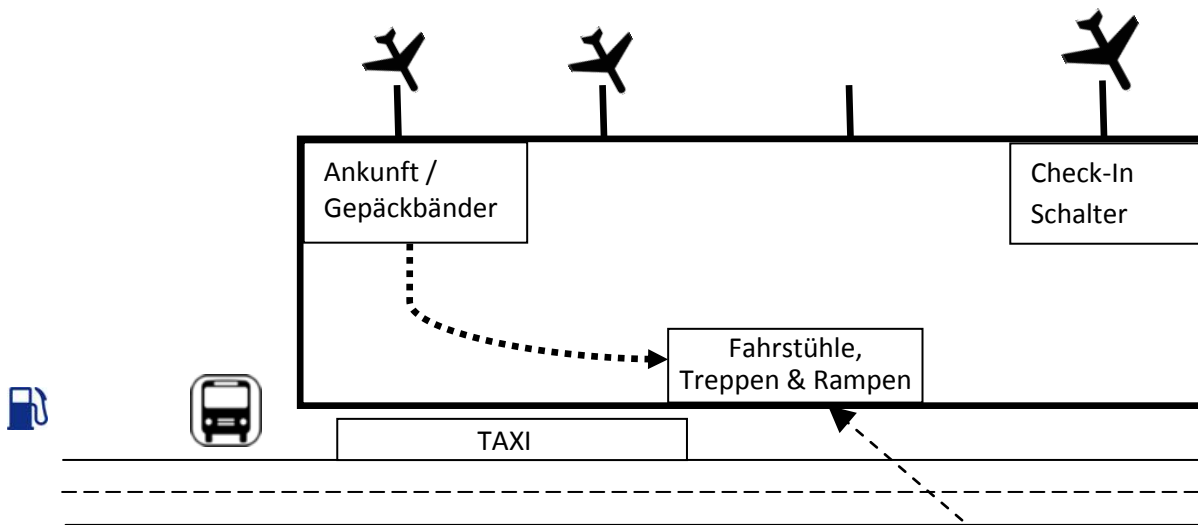 Ankunft /
Gepäckbänder
Check-In
Schalter
Fahrstühle,
Treppen & Rampen
TAXI